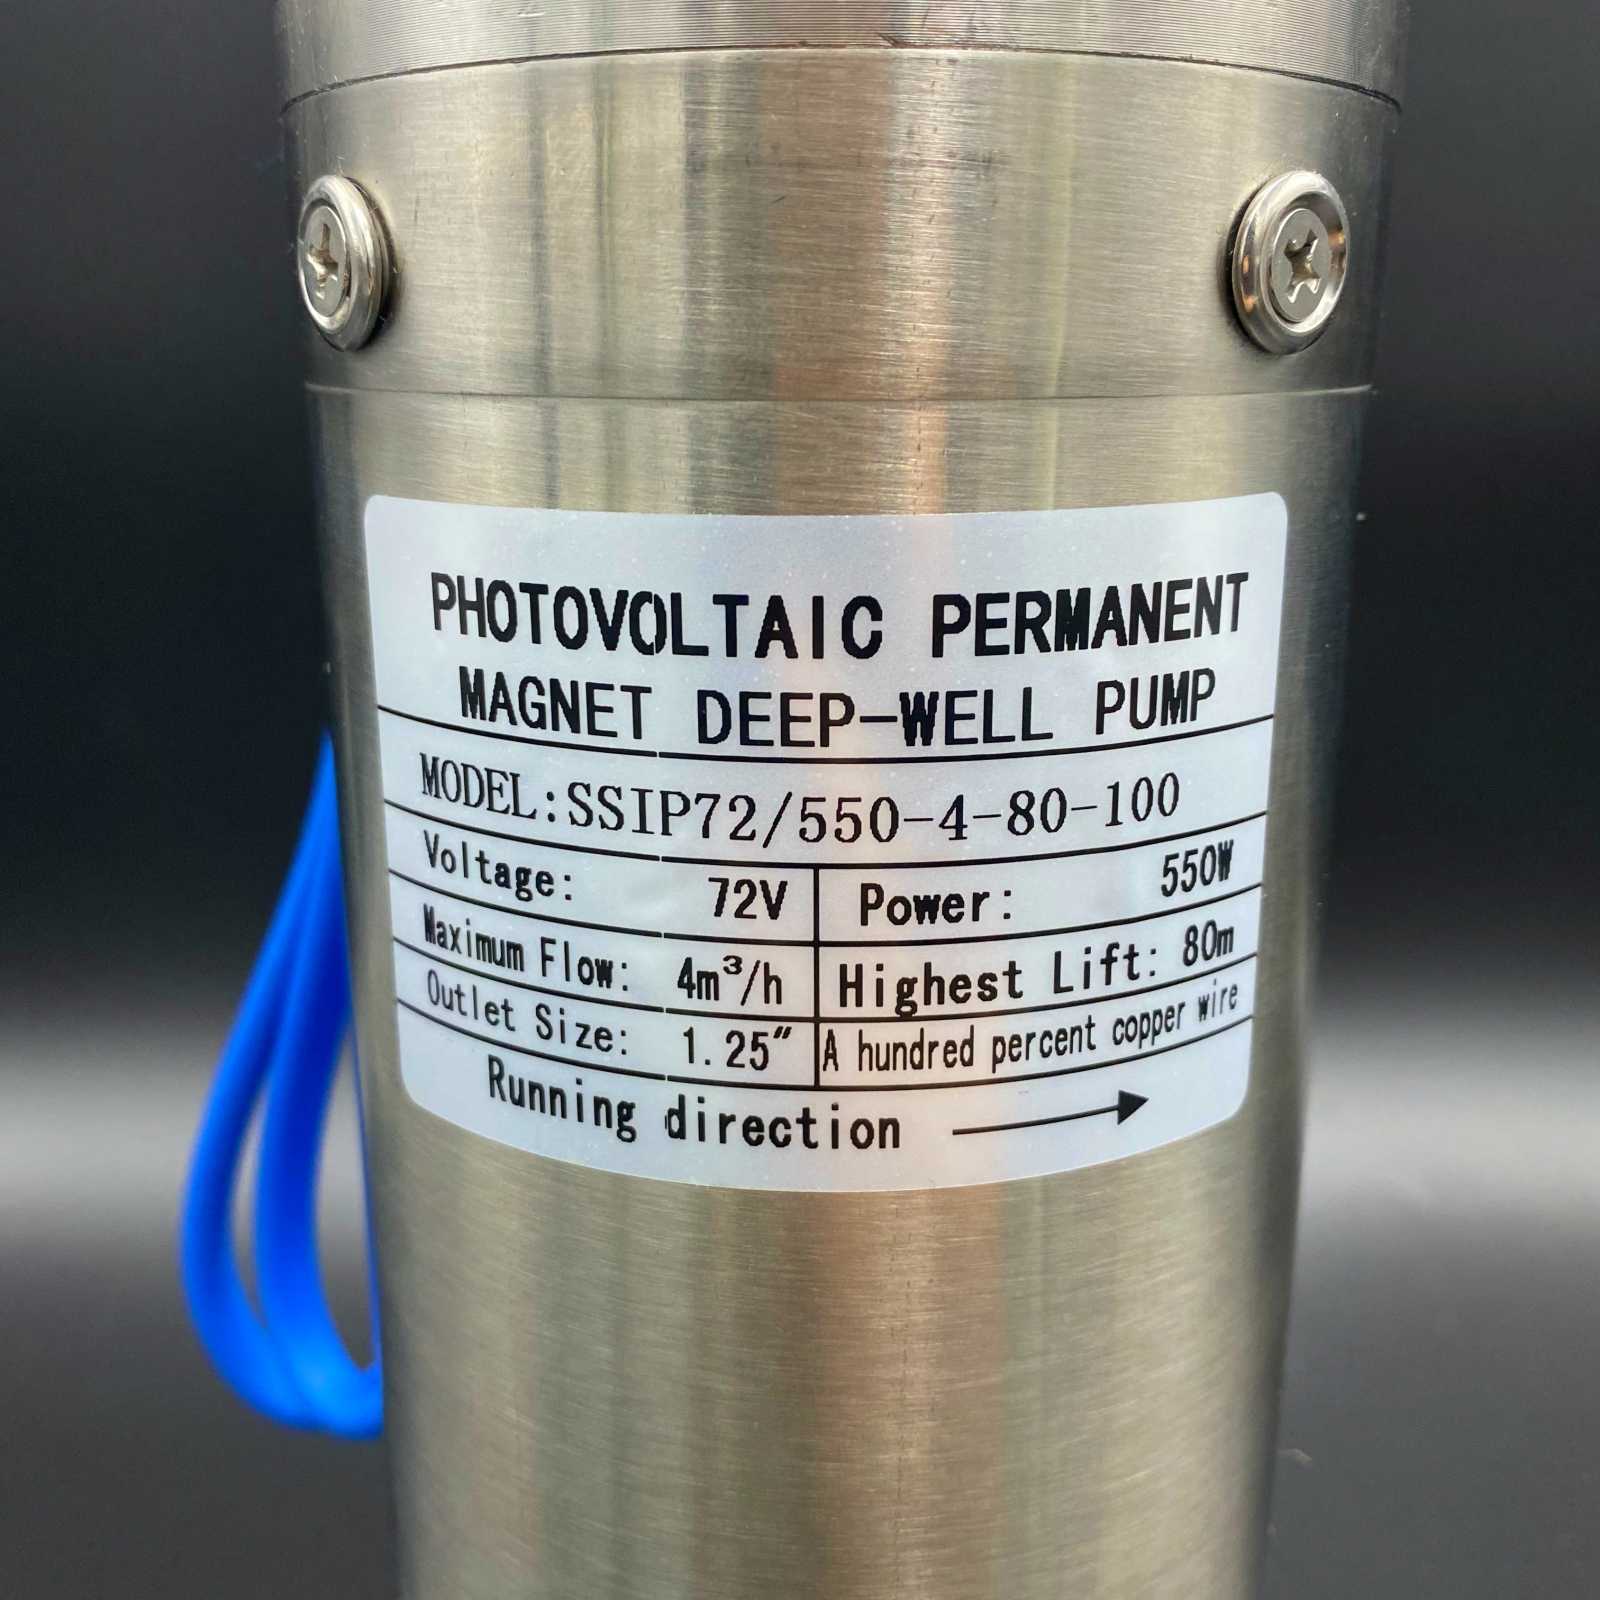 PHOTOVOLTAIC PERMANENT
MAGNET DEEP-WELL PUMP
MODEL:SSIP72/550-4-80-100
Voltage: 72V Power: 550W
Maximum Flow: 4m³/h Highest Lift: 80m
Outlet Size: 1.25" A hundred percent copper wire
Running direction →